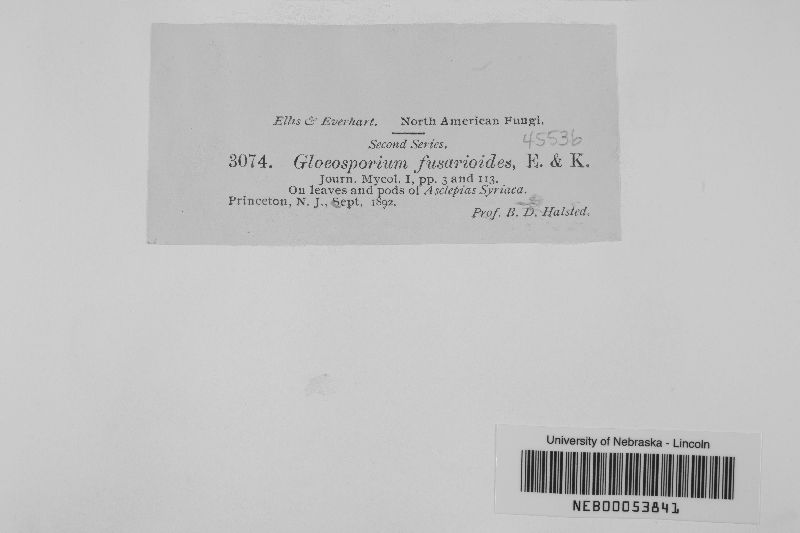 Ellis & Everhart. North American Fungi.
45536
Second Series.
3074. Gloeosporium fusarioides, E. & K.
Journ. Mycol. I, pp. 3 and 113.
On leaves and pods of Asclepias Syriaca.
Princeton, N. J., Sept. 1892.
Prof. B. D. Halsted.
University of Nebraska - Lincoln
NEB00053841